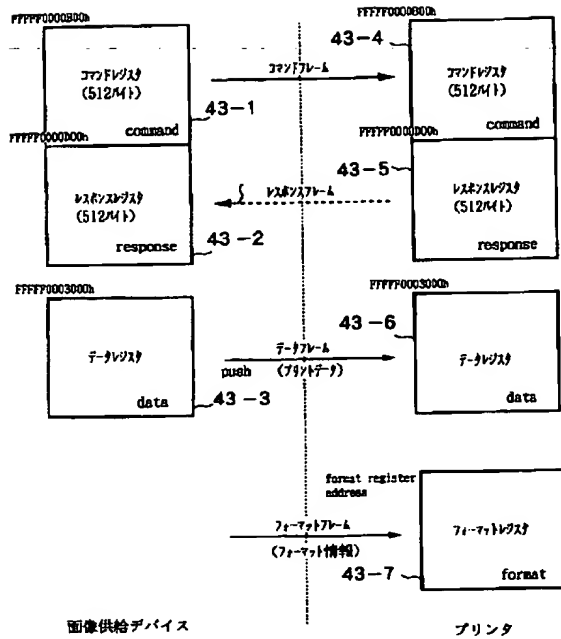 FFFFF0000B00h
コマンドレジスタ
(512バイト)
command
43-1
FFFFF0000D00h
レスポンスレジスタ
(512バイト)
response
43-2
FFFFF0003000h
データレジスタ
data
43-3
コマンドフレーム
レスポンスフレーム
データフレーム
push
(プリントデータ)
フォーマットフレーム
(フォーマット情報)
43-4
FFFFF0000B00h
コマンドレジスタ
(512バイト)
command
FFFFF0000D00h
43-5
レスポンスレジスタ
(512バイト)
response
FFFFF0003000h
43-6
データレジスタ
data
format register
address
フォーマットレジスタ
43-7
format
画像供給デバイス
プリンタ